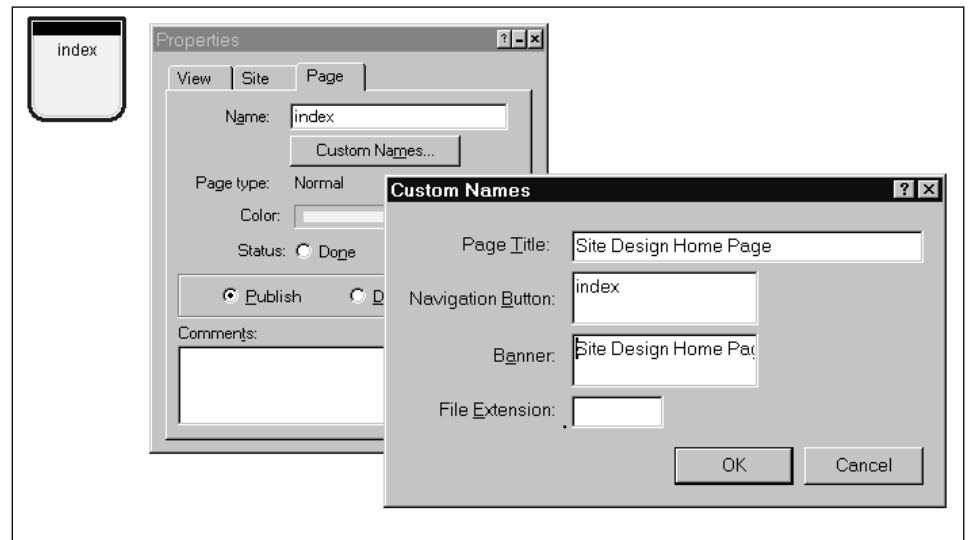 index
Properties
View Site Page
Name: index
Custom Names...
Page type: Normal
Color:
Status: Done
Publish D
Comments:
Custom Names
Page Title: Site Design Home Page
Navigation Button: index
Banner: Site Design Home Pag
File Extension: .
OK Cancel